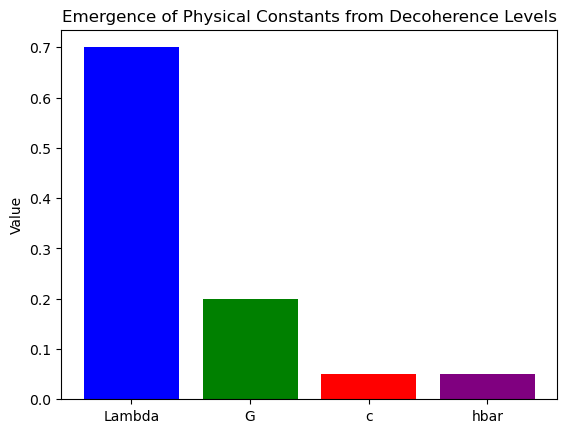 Emergence of Physical Constants from Decoherence Levels
Value
0.7
0.6
0.5
0.4
0.3
0.2
0.1
0.0
Lambda G c hbar